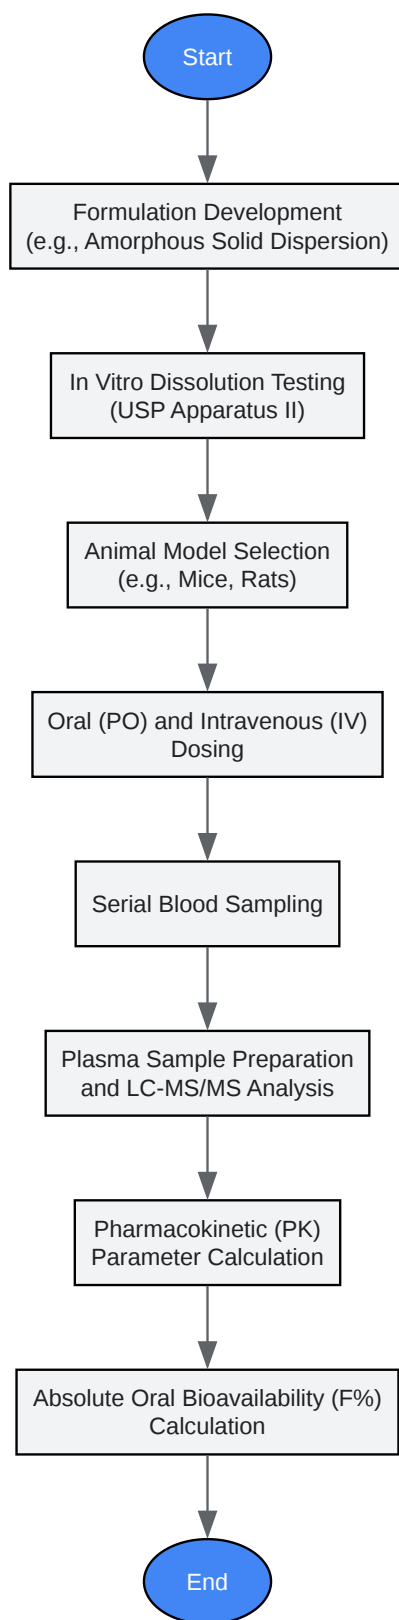 Start
Formulation Development
(e.g., Amorphous Solid Dispersion)
In Vitro Dissolution Testing
(USP Apparatus II)
Animal Model Selection
(e.g., Mice, Rats)
Oral (PO) and Intravenous (IV)
Dosing
Serial Blood Sampling
Plasma Sample Preparation
and LC-MS/MS Analysis
Pharmacokinetic (PK)
Parameter Calculation
Absolute Oral Bioavailability (F%)
Calculation
End